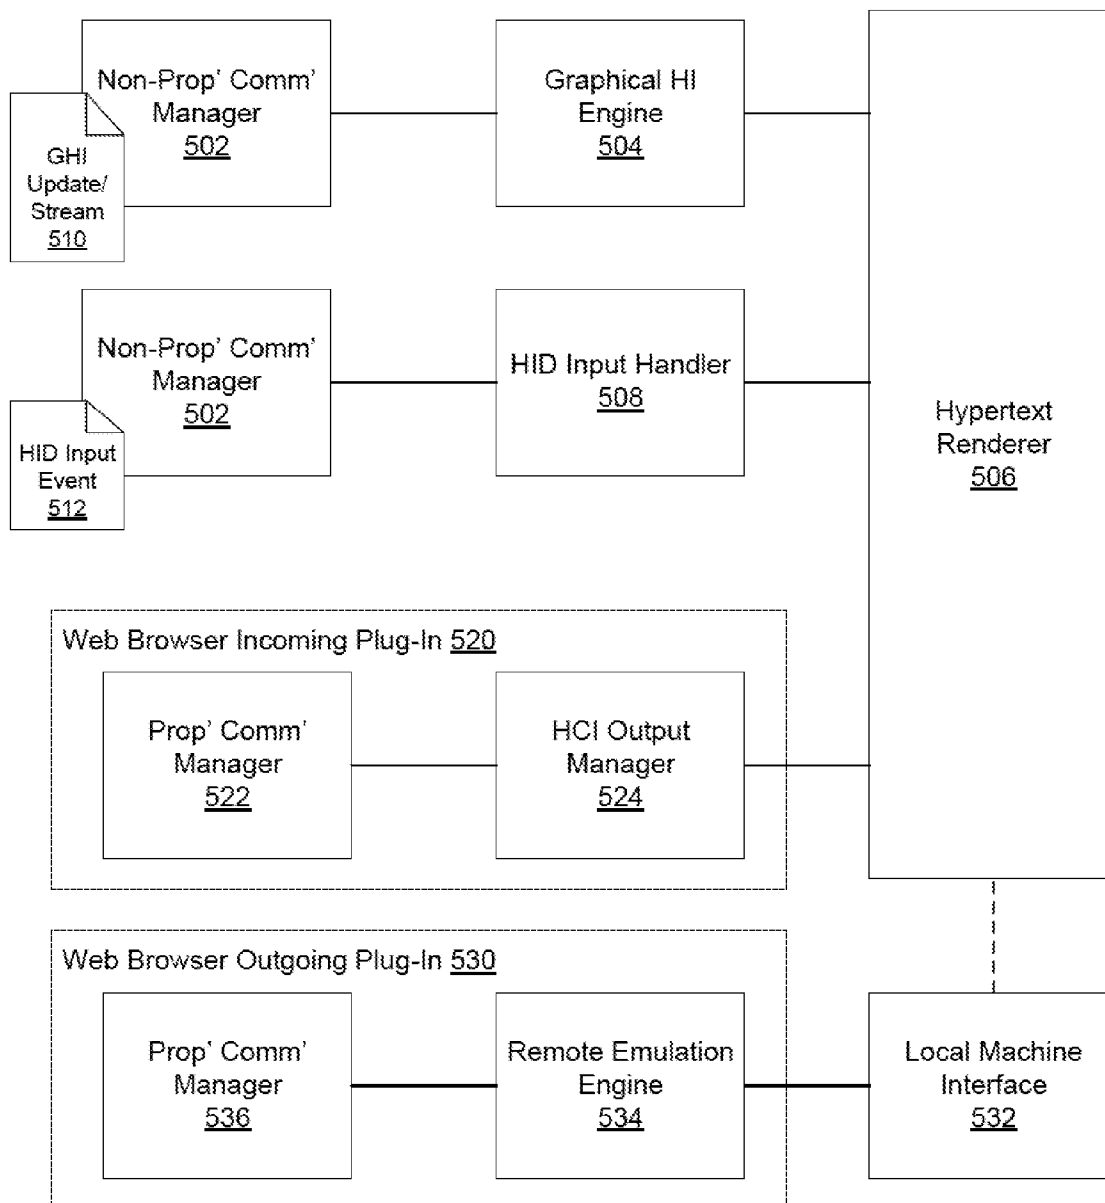 Non-Prop' Comm'
Manager
502
Graphical HI
Engine
504
GHI
Update/
Stream
510
Non-Prop' Comm'
Manager
502
HID Input Handler
508
Hypertext
Renderer
506
HID Input
Event
512
Web Browser Incoming Plug-In 520
Prop' Comm'
Manager
522
HCI Output
Manager
524
Web Browser Outgoing Plug-In 530
Prop' Comm'
Manager
536
Remote Emulation
Engine
534
Local Machine
Interface
532